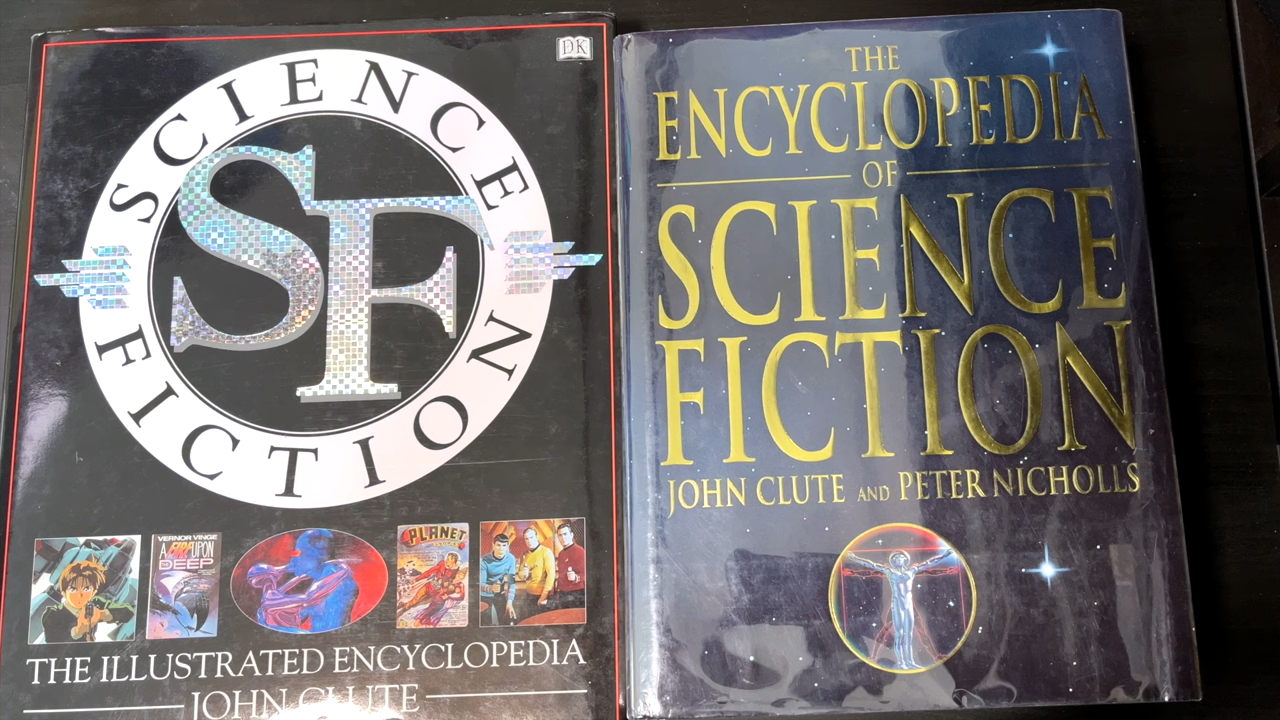 DK
SCIENCE
FICTION
SF
VERNOR VINGE
A FIRE UPON
THE DEEP
PLANET
THE ILLUSTRATED ENCYCLOPEDIA
JOHN CLUTE
THE
ENCYCLOPEDIA
OF
SCIENCE
FICTION
JOHN CLUTE AND PETER NICHOLLS